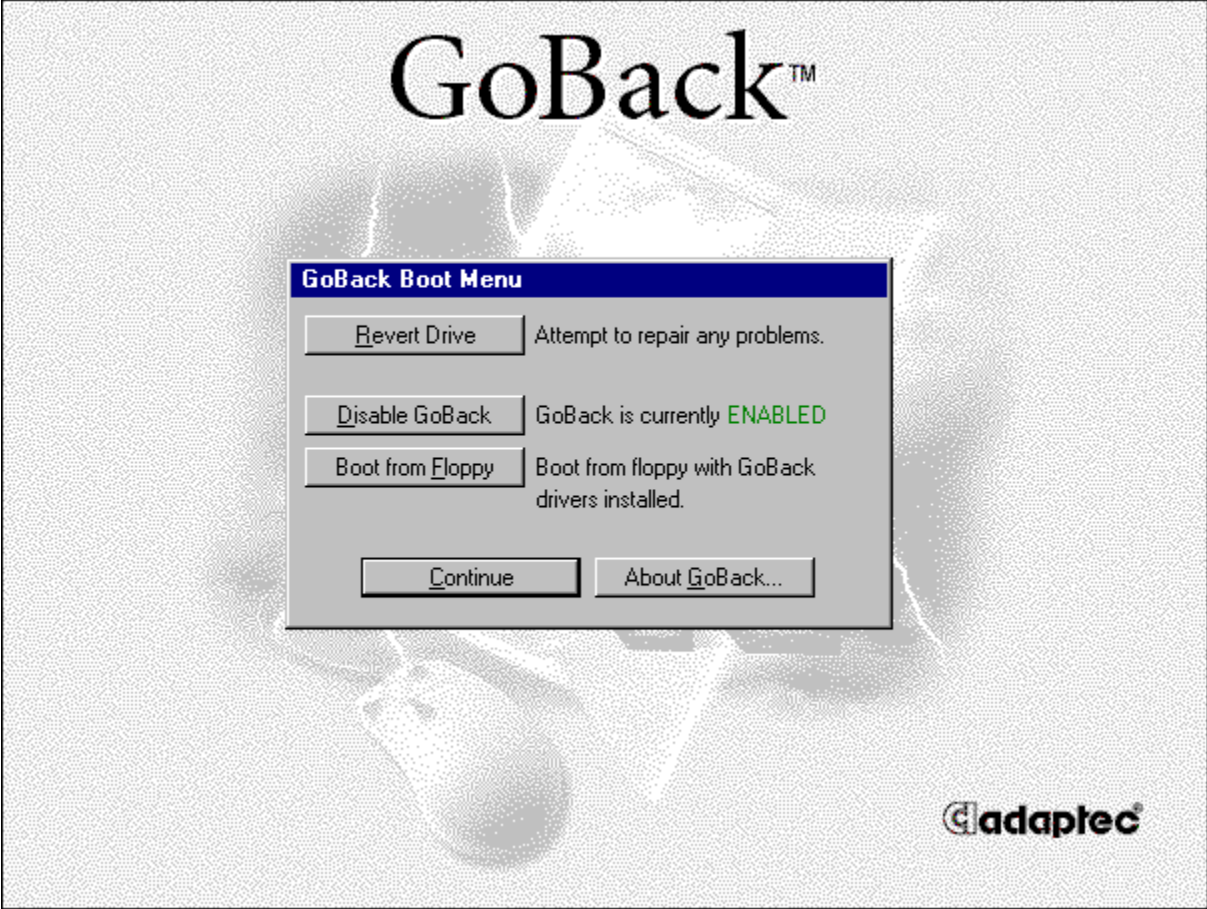 GoBack™
GoBack Boot Menu
Revert Drive Attempt to repair any problems.
Disable GoBack GoBack is currently ENABLED
Boot from Floppy Boot from floppy with GoBack
drivers installed.
Continue About GoBack...
adaptec®